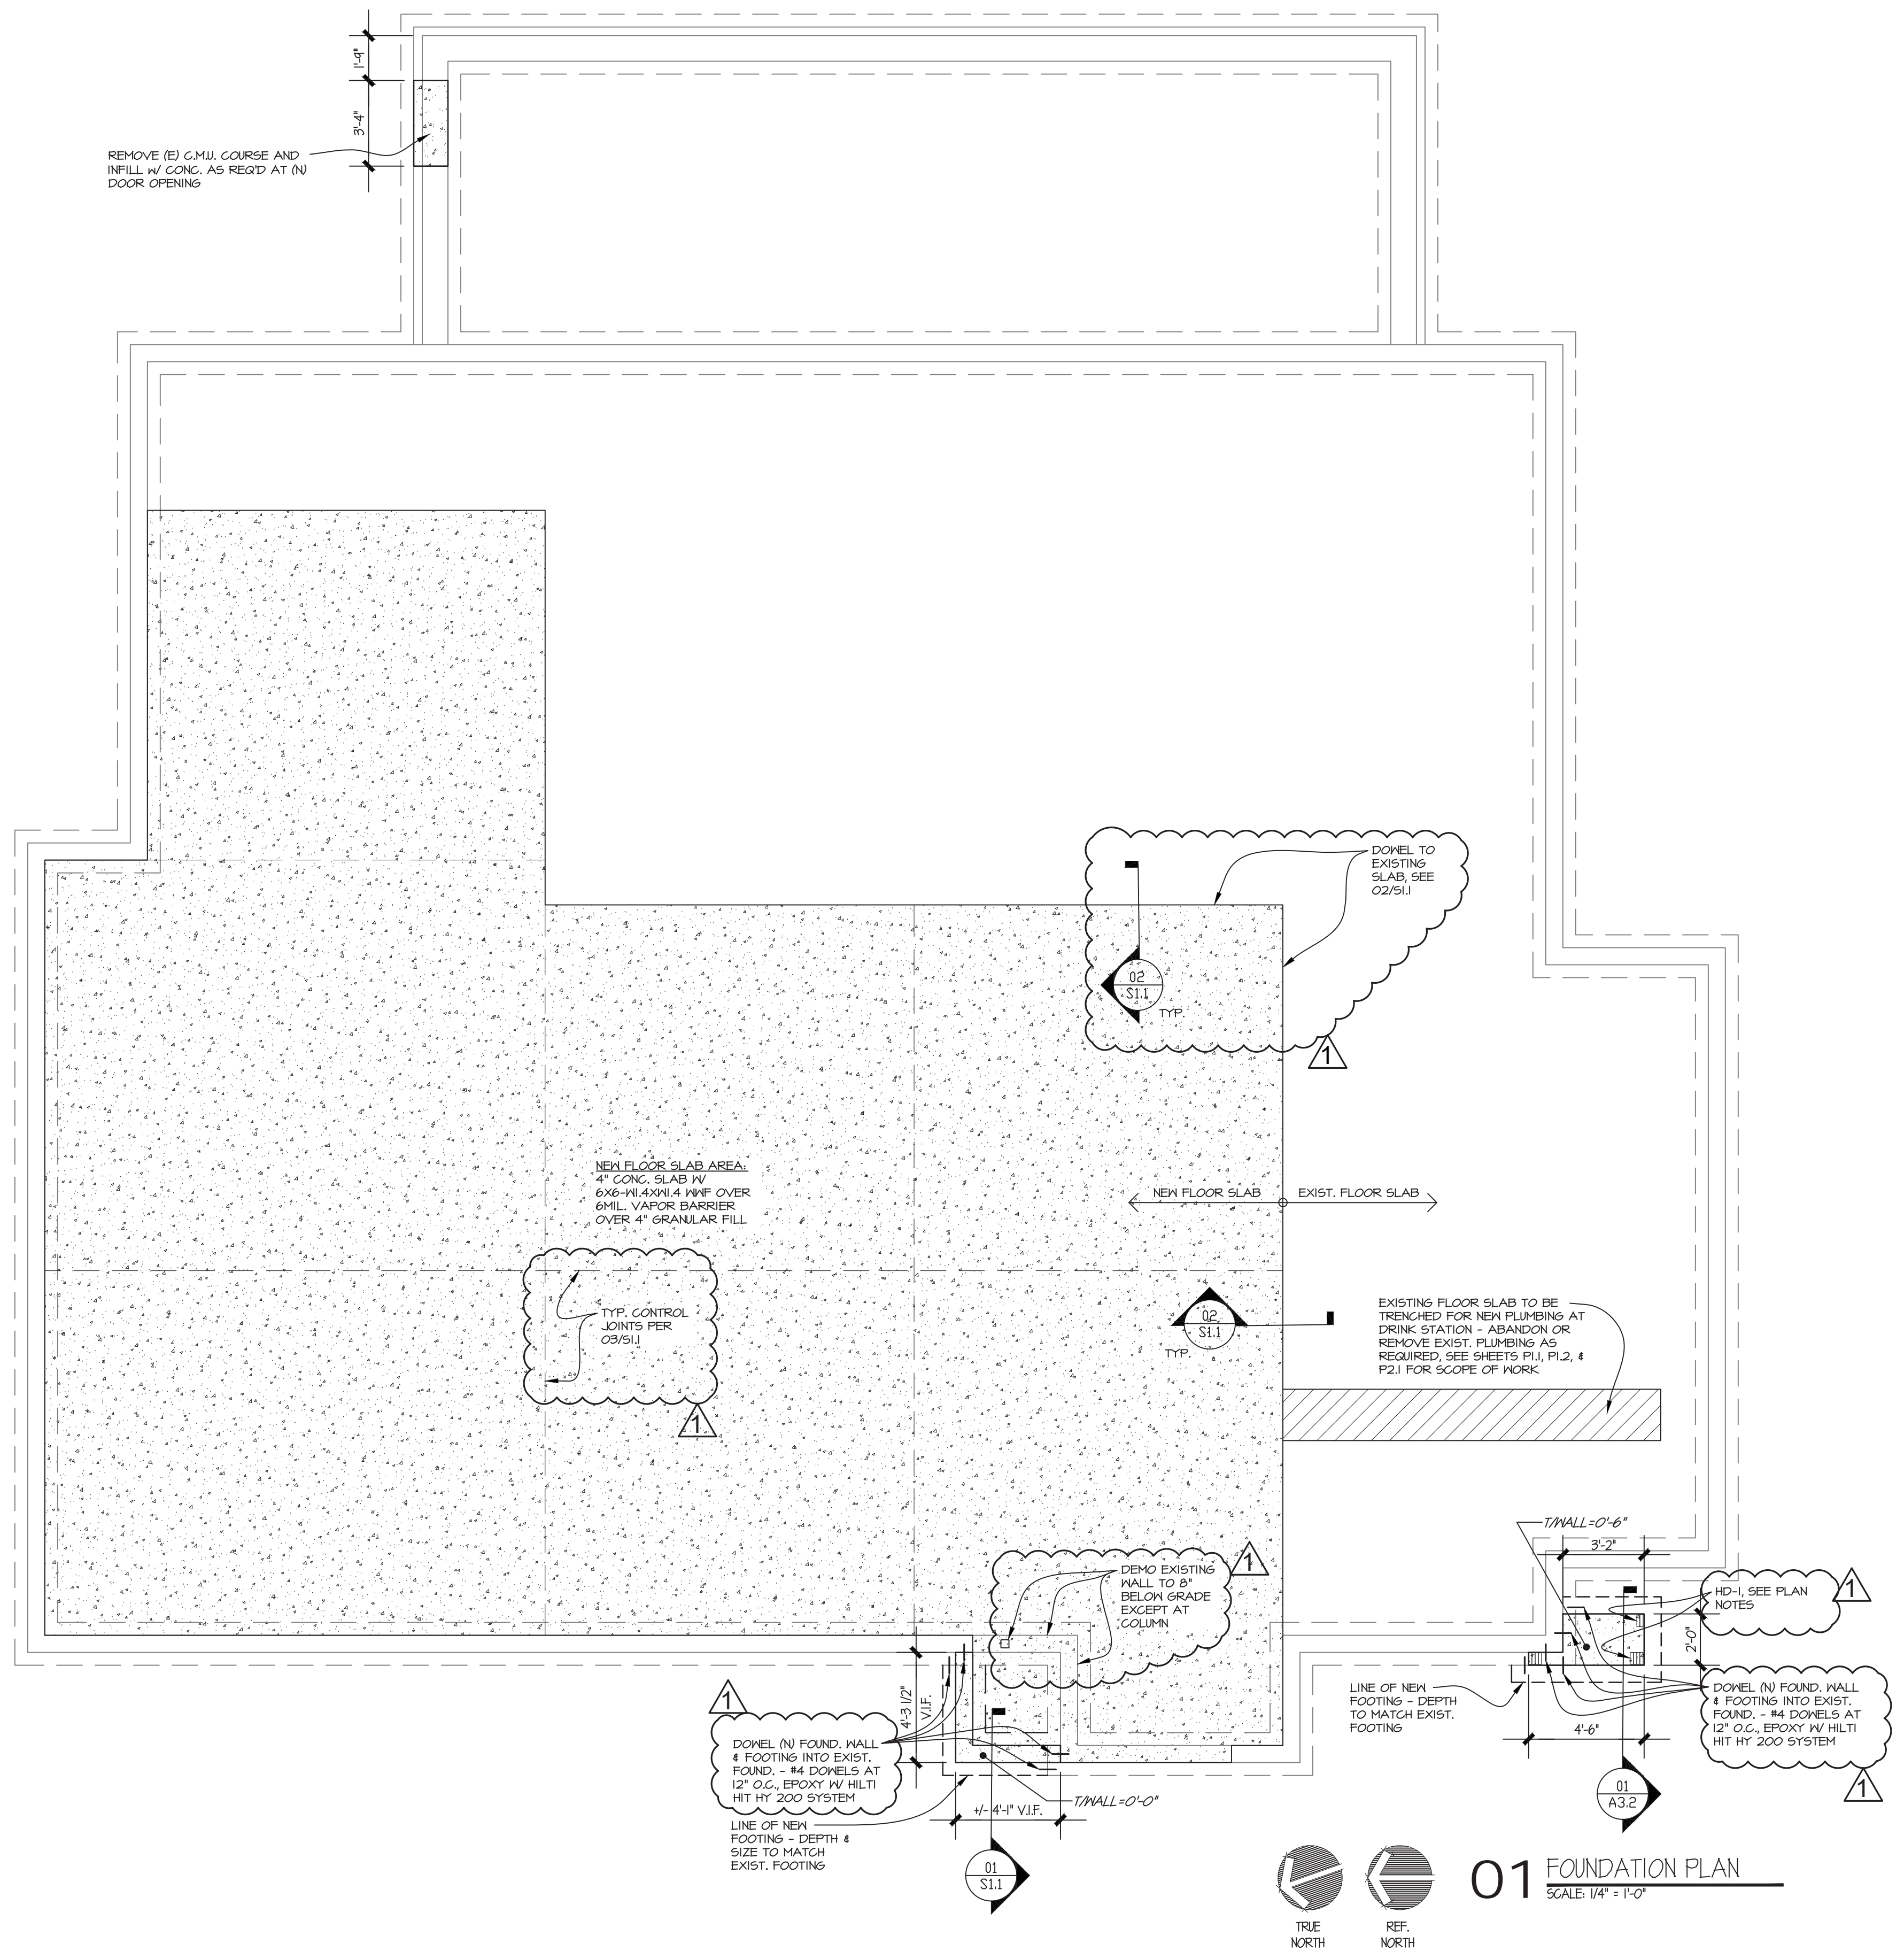 1'-9"
3'-4"
REMOVE (E) C.M.U. COURSE AND
INFILL W/ CONC. AS REQ'D AT (N)
DOOR OPENING
DOWEL TO
EXISTING
SLAB, SEE
02/S1.1
02
S1.1
TYP.
1
NEW FLOOR SLAB AREA:
4" CONC. SLAB W/
6X6-W1.4XW1.4 WWF OVER
6MIL. VAPOR BARRIER
OVER 4" GRANULAR FILL
NEW FLOOR SLAB
EXIST. FLOOR SLAB
TYP. CONTROL
JOINTS PER
03/S1.1
1
02
S1.1
TYP.
EXISTING FLOOR SLAB TO BE
TRENCHED FOR NEW PLUMBING AT
DRINK STATION - ABANDON OR
REMOVE EXIST. PLUMBING AS
REQUIRED, SEE SHEETS P1.1, P1.2, &
P2.1 FOR SCOPE OF WORK
T/WALL=0'-6"
3'-2"
DEMO EXISTING
WALL TO 8"
BELOW GRADE
EXCEPT AT
COLUMN
1
HD-1, SEE PLAN
NOTES
1
2'-0"
4'-3 1/2"
V.I.F.
1
DOWEL (N) FOUND. WALL
& FOOTING INTO EXIST.
FOUND. - #4 DOWELS AT
12" O.C., EPOXY W/ HILTI
HIT HY 200 SYSTEM
LINE OF NEW
FOOTING - DEPTH
TO MATCH EXIST.
FOOTING
4'-6"
DOWEL (N) FOUND. WALL
& FOOTING INTO EXIST.
FOUND. - #4 DOWELS AT
12" O.C., EPOXY W/ HILTI
HIT HY 200 SYSTEM
1
01
A3.2
+/- 4'-1" V.I.F.
T/WALL=0'-0"
LINE OF NEW
FOOTING - DEPTH &
SIZE TO MATCH
EXIST. FOOTING
01
S1.1
TRUE
NORTH
REF.
NORTH
01 FOUNDATION PLAN
SCALE: 1/4" = 1'-0"